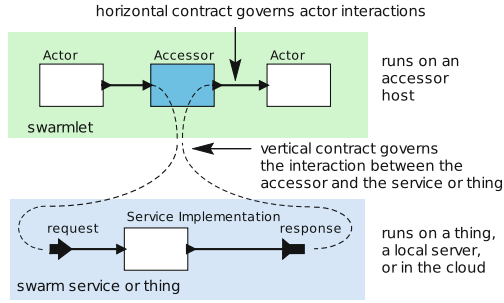 horizontal contract governs actor interactions
Actor
Accessor
Actor
runs on an
accessor
host
swarmlet
vertical contract governs
the interaction between the
accessor and the service or thing
request
Service Implementation
response
runs on a thing,
a local server,
or in the cloud
swarm service or thing